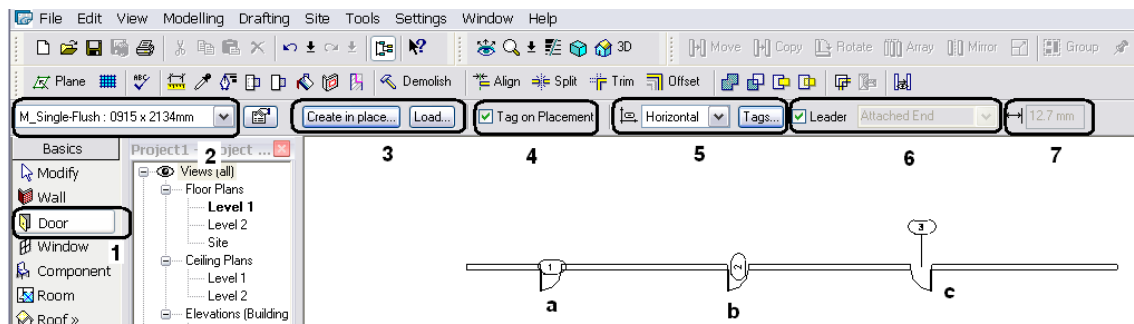 File Edit View Modelling Drafting Site Tools Settings Window Help
3D Move Copy Rotate Array Mirror Group
Plane Demolish Align Split Trim Offset
M_Single-Flush : 0915 x 2134mm Create in place... Load... Tag on Placement Horizontal Tags... Leader Attached End 12.7 mm
2 3 4 5 6 7
Basics
Modify
Wall
Door
1
Window
Component
Room
Roof »
Project1 - Project ...
Views (all)
Floor Plans
Level 1
Level 2
Site
Ceiling Plans
Level 1
Level 2
Elevations (Building
1 2 3
a b c